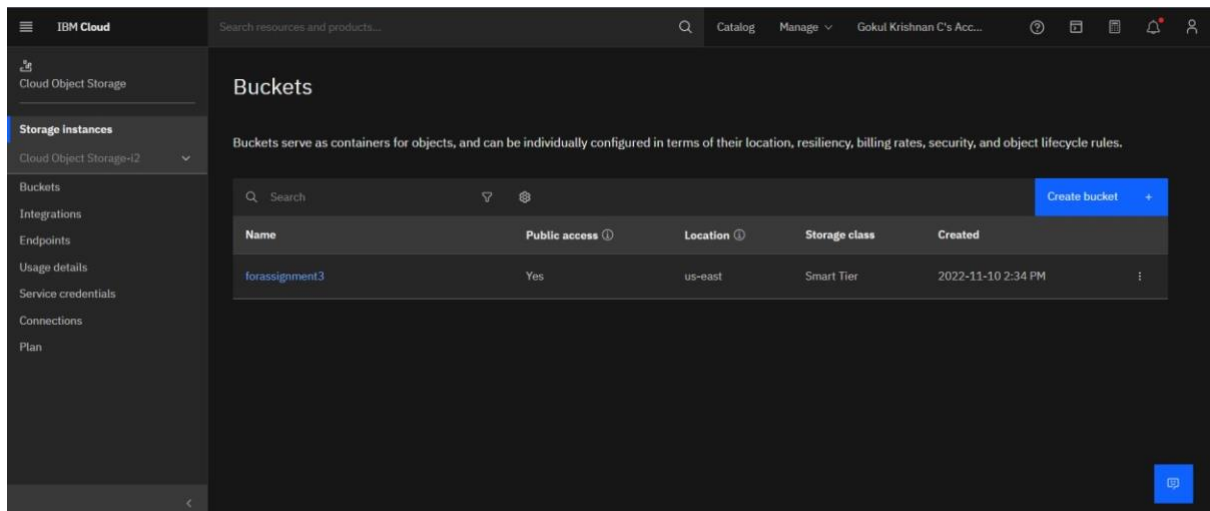 IBM Cloud
Search resources and products...
Catalog
Manage
Gokul Krishnan C's Acc...
Cloud Object Storage
Storage instances
Cloud Object Storage-i2
Buckets
Integrations
Endpoints
Usage details
Service credentials
Connections
Plan
Buckets
Buckets serve as containers for objects, and can be individually configured in terms of their location, resiliency, billing rates, security, and object lifecycle rules.
Search
Create bucket +
Name Public access Location Storage class Created
forassignment3 Yes us-east Smart Tier 2022-11-10 2:34 PM